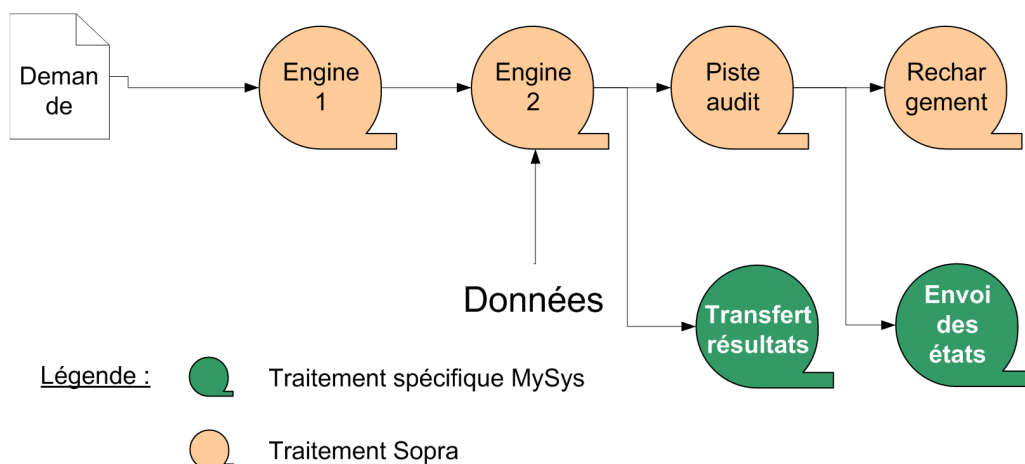 Deman
de
Engine
1
Engine
2
Piste
audit
Rechar
gement
Données
Transfert
résultats
Envoi
des
états
Légende :
Traitement spécifique MySys
Traitement Sopra